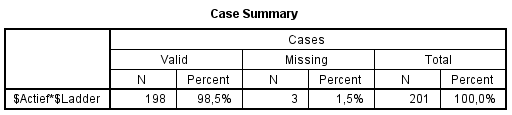 Case Summary
Cases
Valid Missing Total
N Percent N Percent N Percent
$Actief*$Ladder 198 98,5% 3 1,5% 201 100,0%